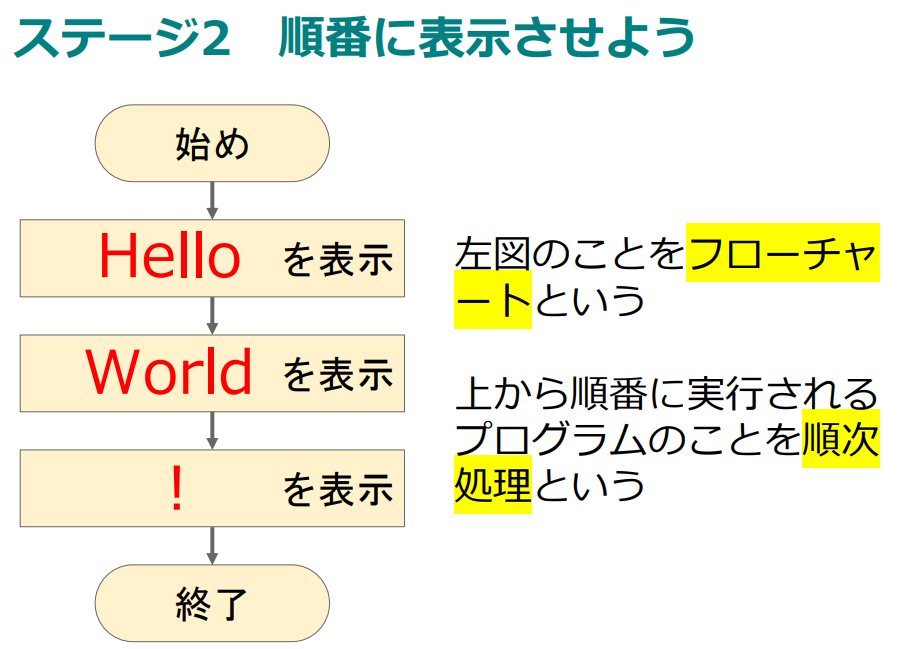 ステージ2　順番に表示させよう
始め
Hello を表示
World を表示
! を表示
終了
左図のことをフローチャ
ートという
上から順番に実行される
プログラムのことを順次
処理という